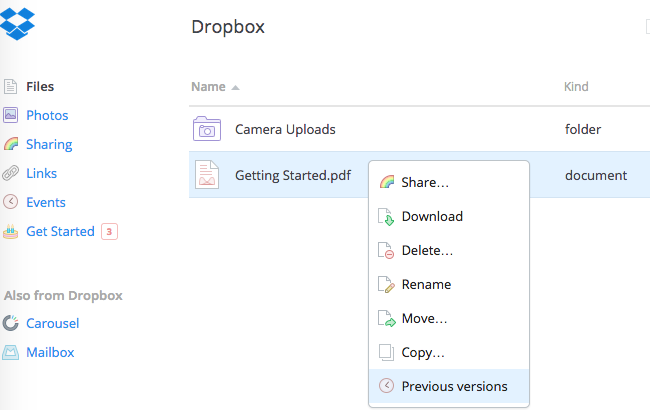 Dropbox
Name
Kind
Files
Photos
Sharing
Links
Events
Get Started 3
Also from Dropbox
Carousel
Mailbox
Camera Uploads
folder
Getting Started.pdf
document
Share…
Download
Delete…
Rename
Move…
Copy…
Previous versions